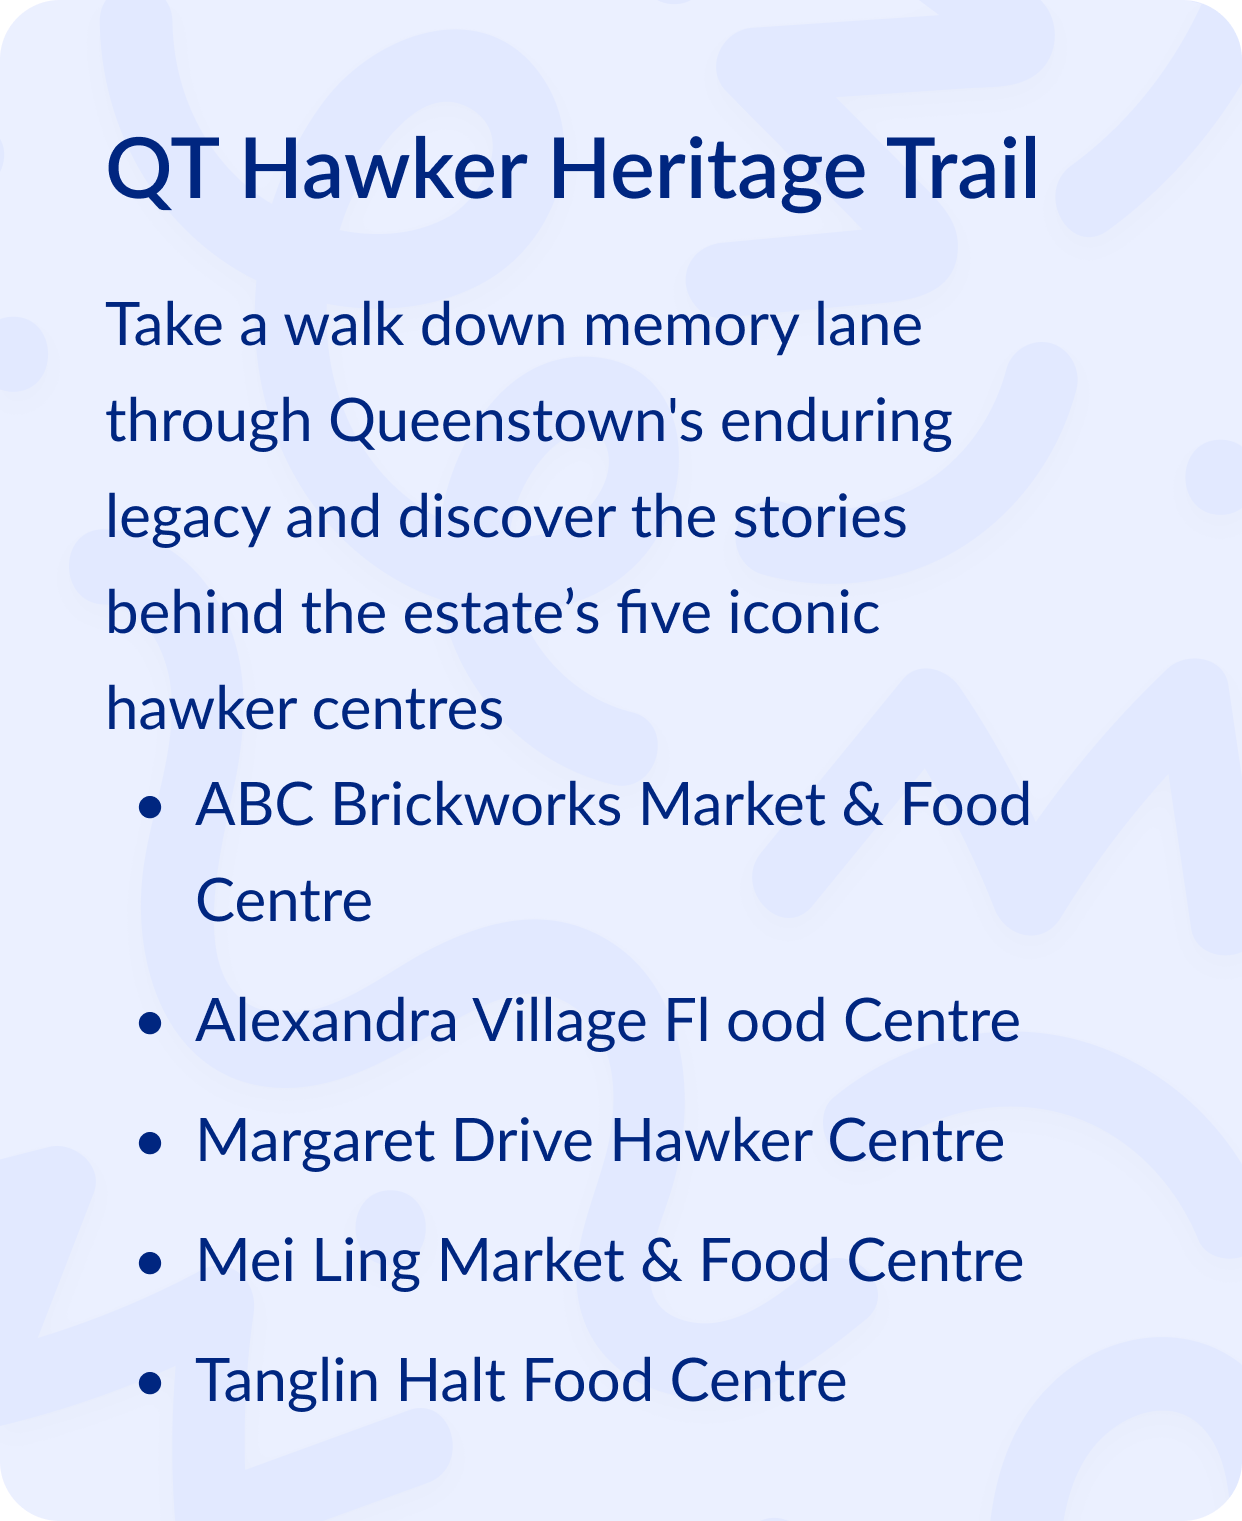 QT Hawker Heritage Trail
Take a walk down memory lane
through Queenstown's enduring
legacy and discover the stories
behind the estate’s five iconic
hawker centres
• ABC Brickworks Market & Food
Centre
• Alexandra Village Fl ood Centre
• Margaret Drive Hawker Centre
• Mei Ling Market & Food Centre
• Tanglin Halt Food Centre